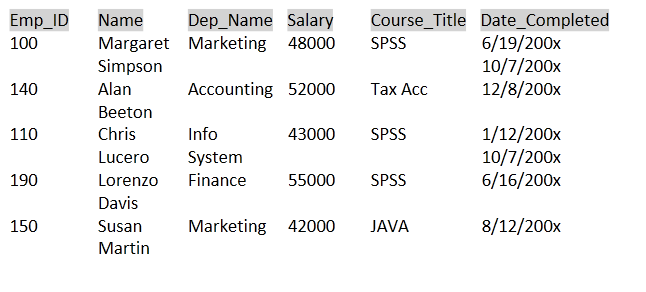 Emp_ID Name Dep_Name Salary Course_Title Date_Completed
100 Margaret Marketing 48000 SPSS 6/19/200x
Simpson 10/7/200x
140 Alan Accounting 52000 Tax Acc 12/8/200x
Beeton
110 Chris Info 43000 SPSS 1/12/200x
Lucero System 10/7/200x
190 Lorenzo Finance 55000 SPSS 6/16/200x
Davis
150 Susan Marketing 42000 JAVA 8/12/200x
Martin